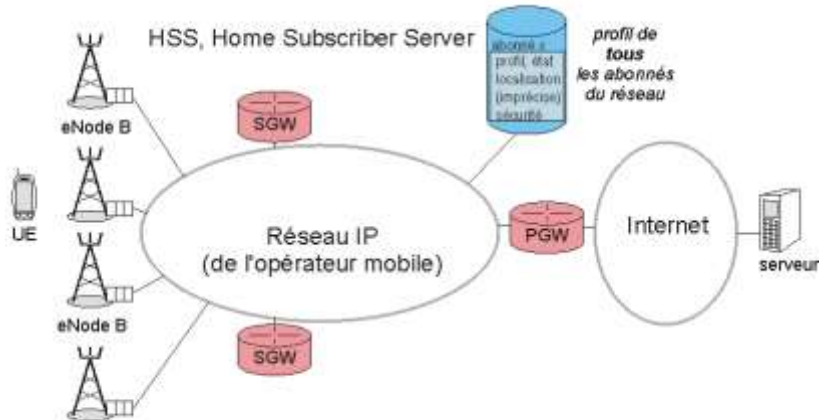 HSS, Home Subscriber Server
abonné x
profil, état
localisation
(imprécise)
sécurité
profil de
tous
les abonnés
du réseau
eNode B
SGW
UE
Réseau IP
(de l'opérateur mobile)
PGW
Internet
serveur
eNode B
SGW